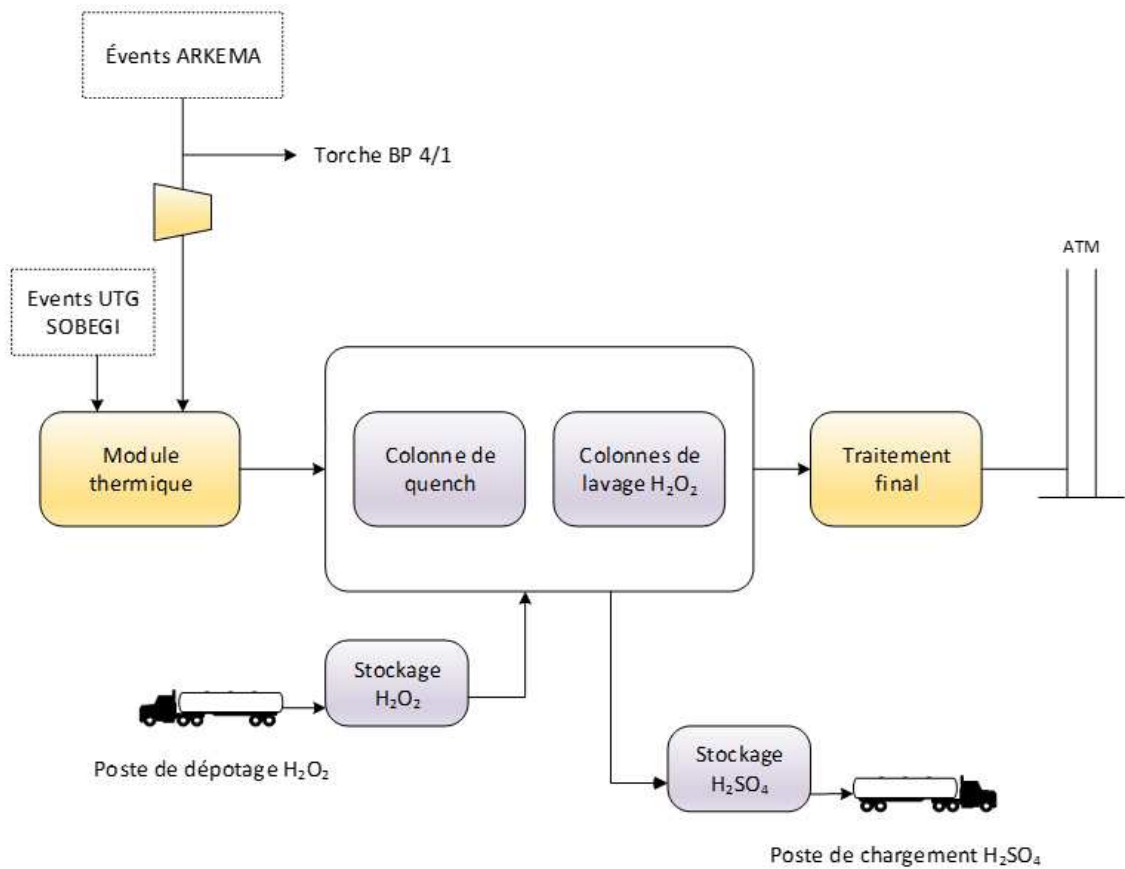 Évents ARKEMA
Torche BP 4/1
ATM
Events UTG
SOBEGI
Module
thermique
Colonne de
quench
Colonnes de
lavage H₂O₂
Traitement
final
Stockage
H₂O₂
Poste de dépotage H₂O₂
Stockage
H₂SO₄
Poste de chargement H₂SO₄